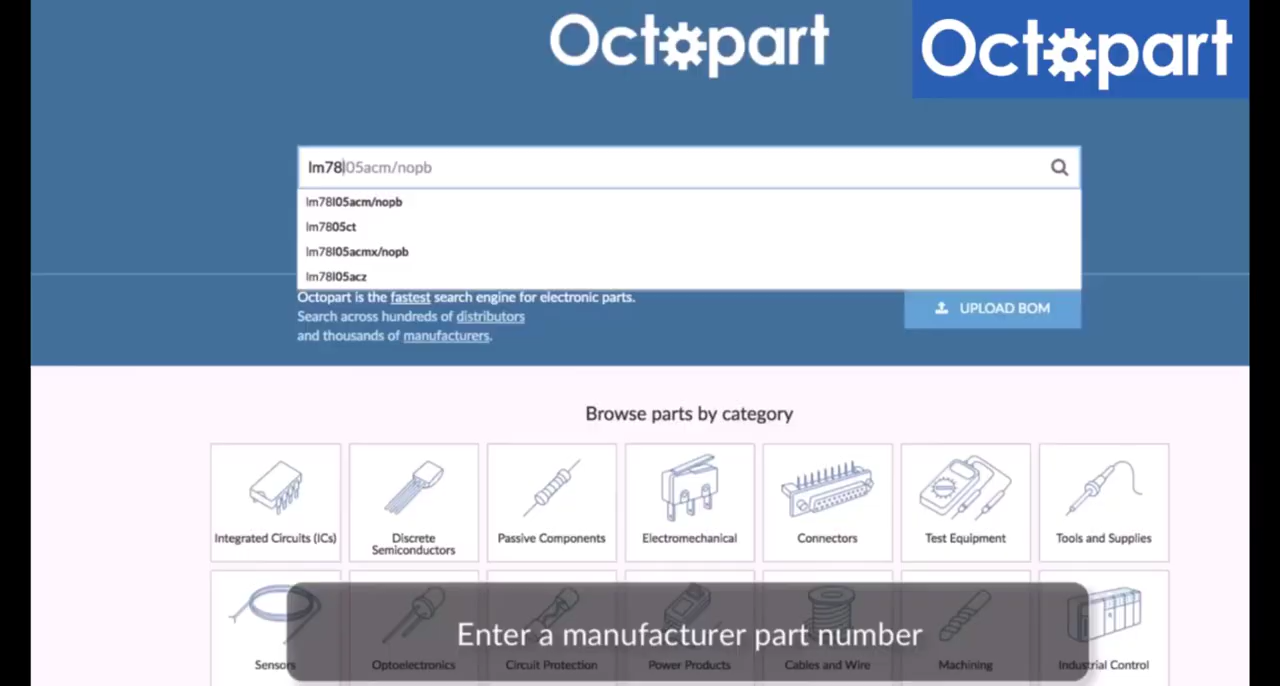 Octopart
Octopart
lm78l05acm/nopb
lm78l05acm/nopb
lm7805ct
lm78l05acmx/nopb
lm78l05acz
Octopart is the fastest search engine for electronic parts.
Search across hundreds of distributors
and thousands of manufacturers.
UPLOAD BOM
Browse parts by category
Integrated Circuits (ICs)
Discrete
Semiconductors
Passive Components
Electromechanical
Connectors
Test Equipment
Tools and Supplies
Enter a manufacturer part number
Sensors
Optoelectronics
Circuit Protection
Power Products
Cables and Wire
Machining
Industrial Control